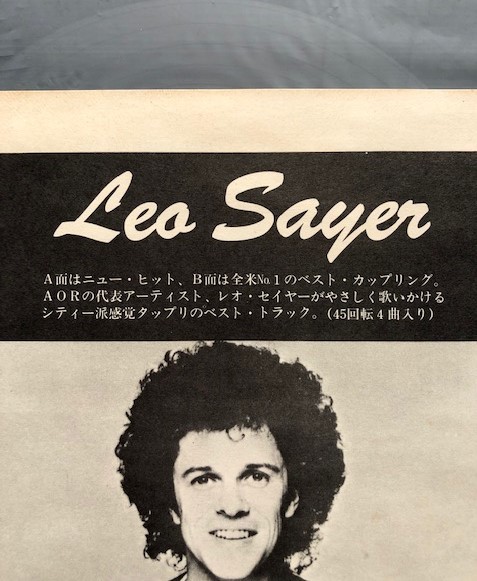 Leo Sayer
A面はニュー・ヒット、B面は全米No.1のベスト・カップリング。
AORの代表アーティスト、レオ・セイヤーがやさしく歌いかける
シティー派感覚タップリのベスト・トラック。(45回転4曲入り)